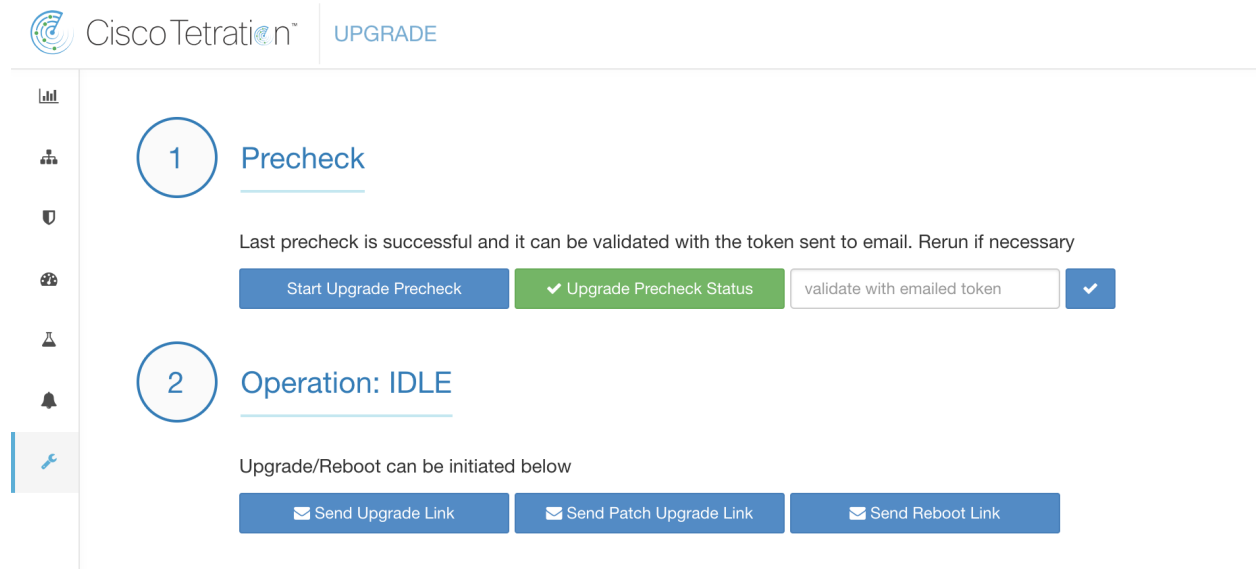 Cisco Tetration™
UPGRADE
1
Precheck
Last precheck is successful and it can be validated with the token sent to email. Rerun if necessary
Start Upgrade Precheck
Upgrade Precheck Status
validate with emailed token
2
Operation: IDLE
Upgrade/Reboot can be initiated below
Send Upgrade Link
Send Patch Upgrade Link
Send Reboot Link